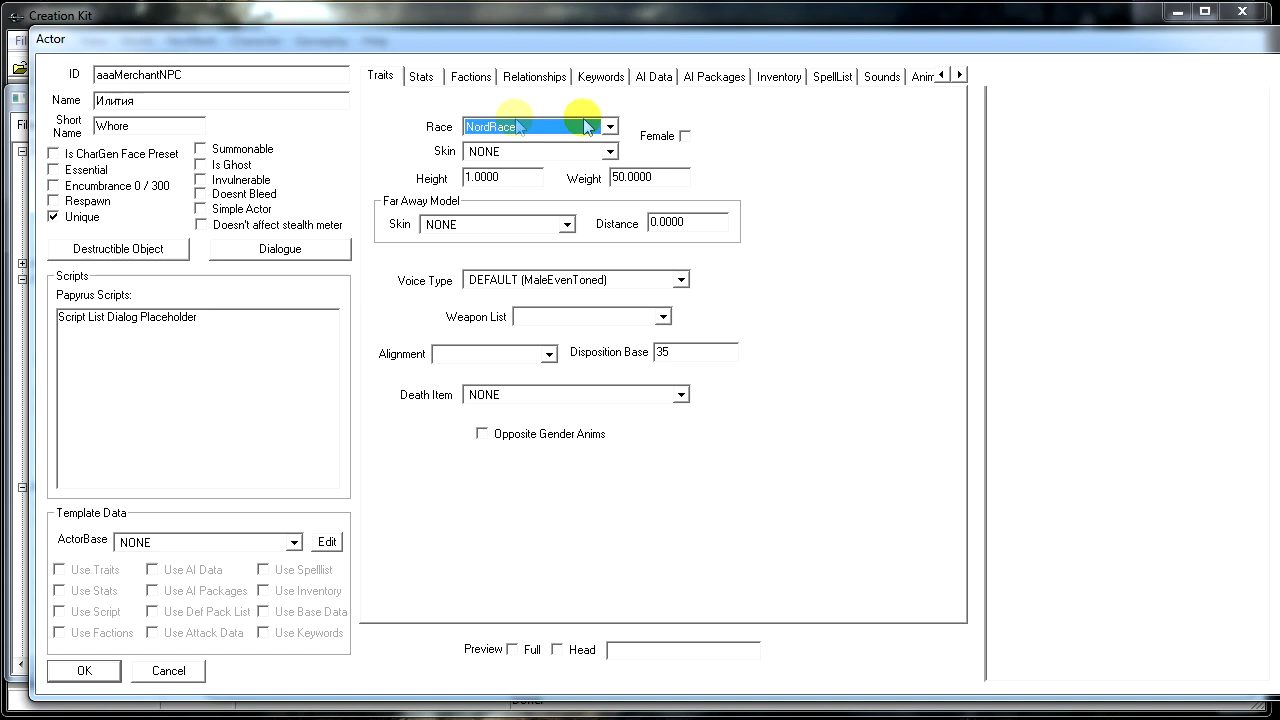 Creation Kit
Fil
Actor
ID aaaMerchantNPC
Name Илития
Short Name Whore
Is CharGen Face Preset
Essential
Encumbrance 0 / 300
Respawn
Unique
Summonable
Is Ghost
Invulnerable
Doesnt Bleed
Simple Actor
Doesn't affect stealth meter
Destructible Object
Dialogue
Scripts
Papyrus Scripts:
Script List Dialog Placeholder
Template Data
ActorBase NONE Edit
Use Traits Use AI Data Use Spelllist
Use Stats Use AI Packages Use Inventory
Use Script Use Def Pack List Use Base Data
Use Factions Use Attack Data Use Keywords
OK Cancel
Traits Stats Factions Relationships Keywords AI Data AI Packages Inventory SpellList Sounds Anim
Race NordRace Female
Skin NONE
Height 1.0000 Weight 50.0000
Far Away Model
Skin NONE Distance 0.0000
Voice Type DEFAULT (MaleEvenToned)
Weapon List
Alignment Disposition Base 35
Death Item NONE
Opposite Gender Anims
Preview Full Head